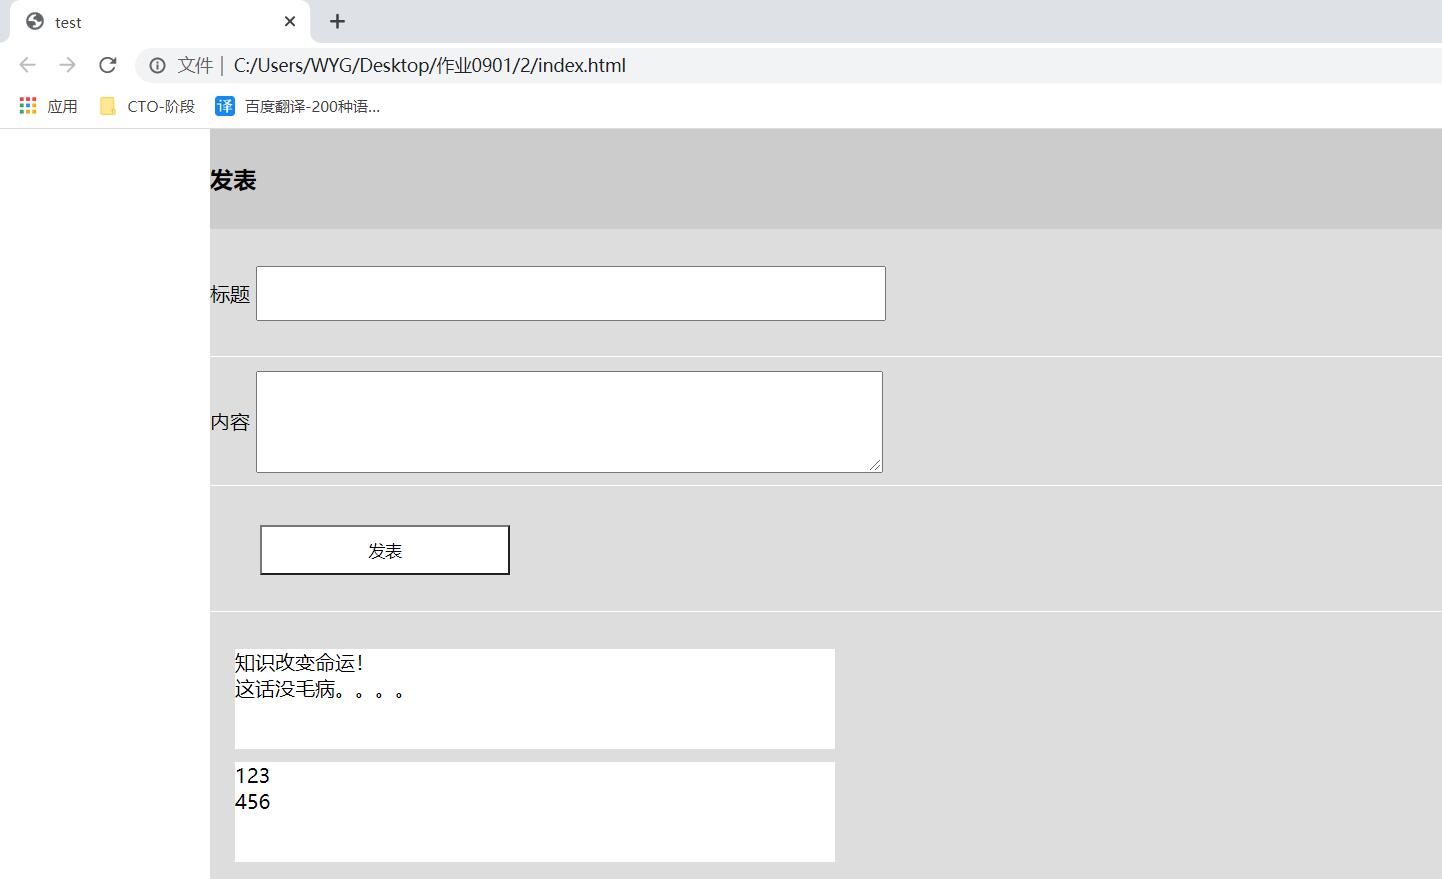 test
文件 | C:/Users/WYG/Desktop/作业0901/2/index.html
应用 CTO-阶段 译 百度翻译-200种语...
发表
标题
内容
发表
知识改变命运！
这话没毛病。。。。
123
456